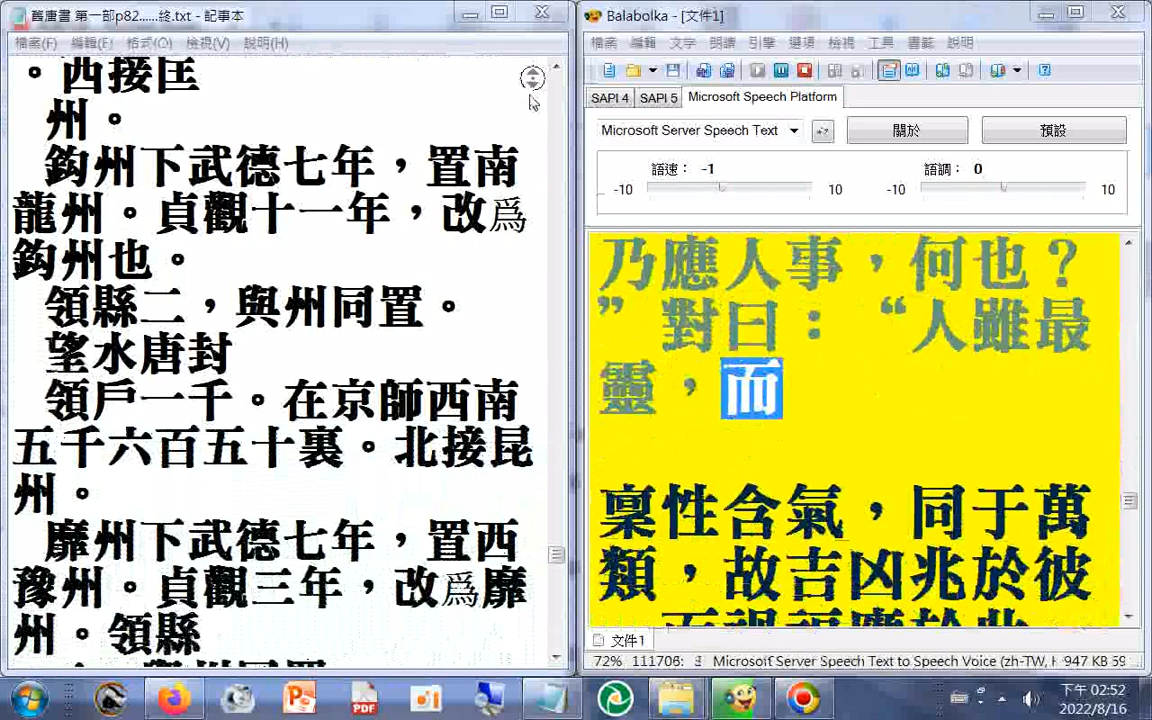 舊唐書 第一部p82......終.txt - 記事本
檔案(F) 編輯(E) 格式(O) 檢視(V) 說明(H)
。西接匡
州。
鈎州下武德七年，置南
龍州。貞觀十一年，改爲
鈎州也。
領縣二，與州同置。
望水唐封
領戶一千。在京師西南
五千六百五十裏。北接昆
州。
靡州下武德七年，置西
豫州。貞觀三年，改爲靡
州。領縣
Balabolka - [文件1]
檔案 編輯 文字 朗讀 引擎 選項 檢視 工具 書籤 說明
SAPI 4 SAPI 5 Microsoft Speech Platform
Microsoft Server Speech Text 關於 預設
語速： -1 語調： 0
-10 10 -10 10
乃應人事，何也？
”對曰：“人雖最
靈，而
稟性含氣，同于萬
類，故吉凶兆於彼
文件1
72% 111706: Microsoft Server Speech Text to Speech Voice (zh-TW, H 947 KB 59
下午 02:52
2022/8/16